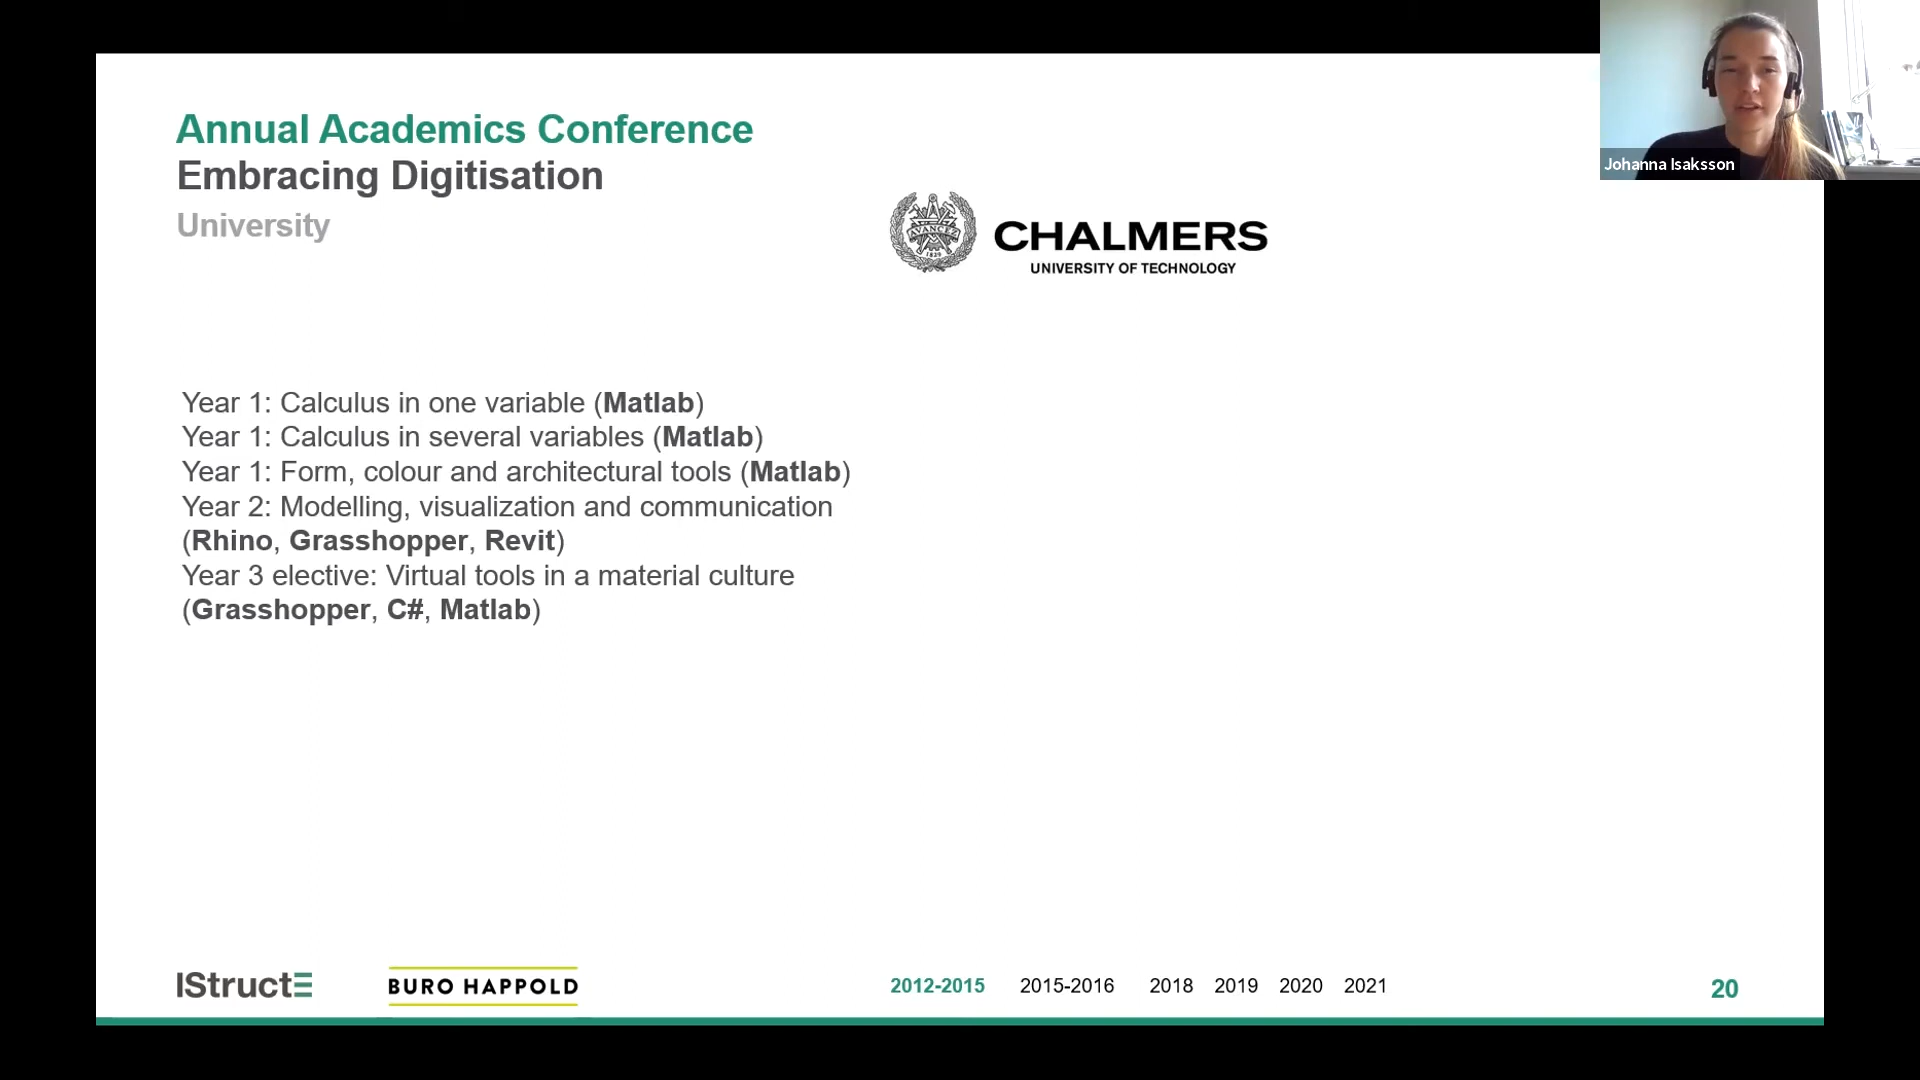 Annual Academics Conference
Embracing Digitisation
University
AVANCEZ
1829
CHALMERS
UNIVERSITY OF TECHNOLOGY
Johanna Isaksson
Year 1: Calculus in one variable (Matlab)
Year 1: Calculus in several variables (Matlab)
Year 1: Form, colour and architectural tools (Matlab)
Year 2: Modelling, visualization and communication
(Rhino, Grasshopper, Revit)
Year 3 elective: Virtual tools in a material culture
(Grasshopper, C#, Matlab)
IStructE
BURO HAPPOLD
2012-2015 2015-2016 2018 2019 2020 2021
20